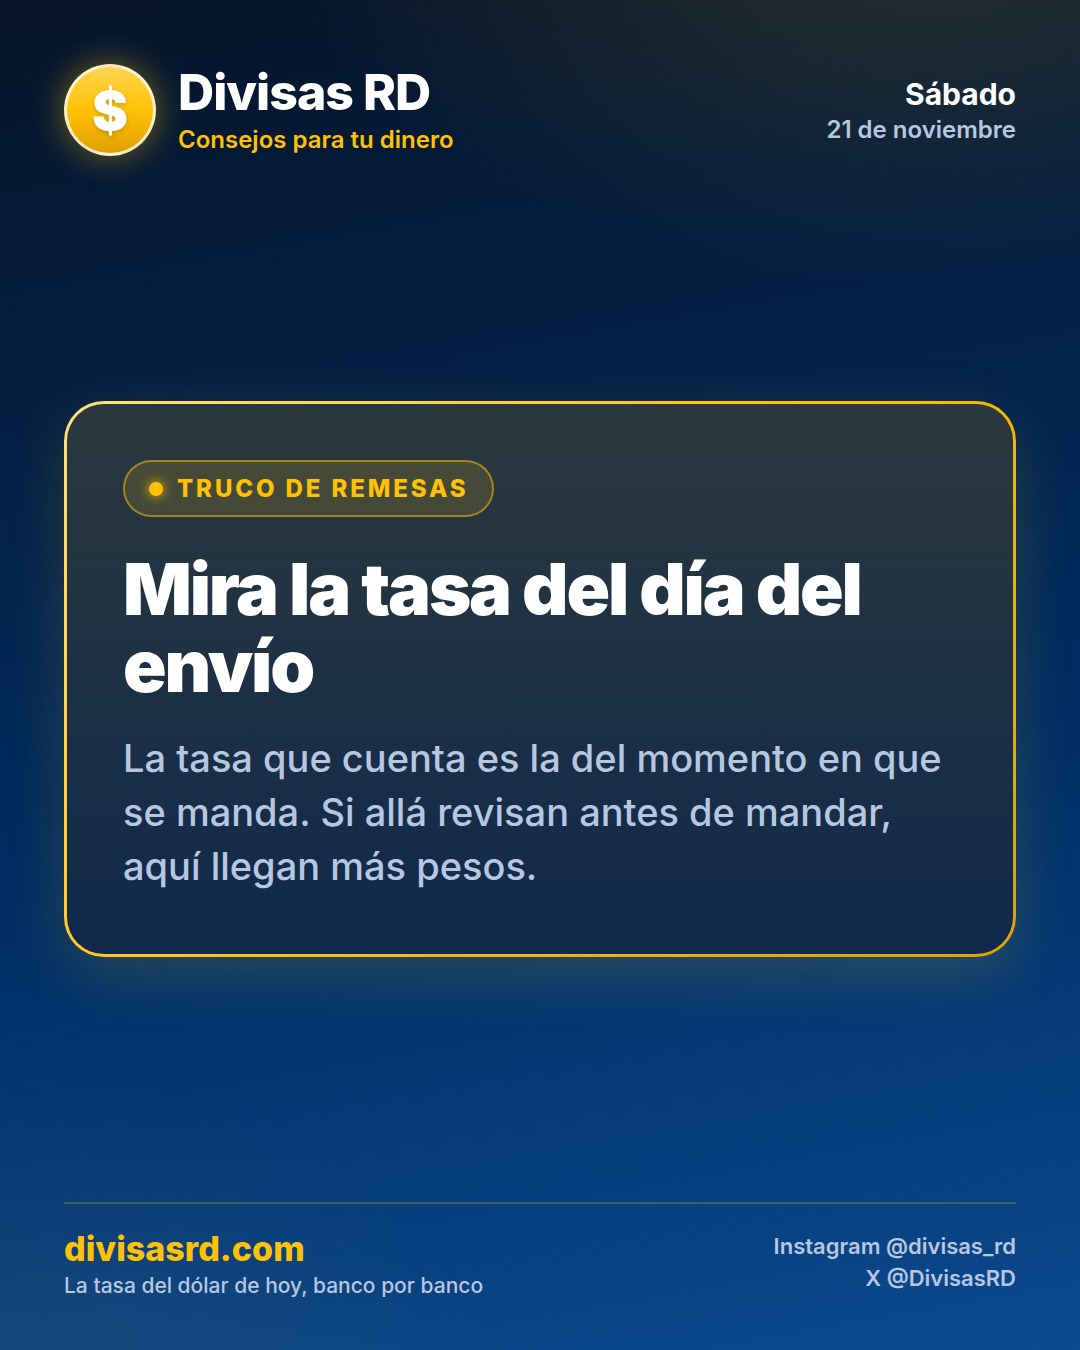 $
Divisas RD
Consejos para tu dinero
Sábado
21 de noviembre
TRUCO DE REMESAS
Mira la tasa del día del
envío
La tasa que cuenta es la del momento en que
se manda. Si allá revisan antes de mandar,
aquí llegan más pesos.
divisasrd.com
La tasa del dólar de hoy, banco por banco
Instagram @divisas_rd
X @DivisasRD